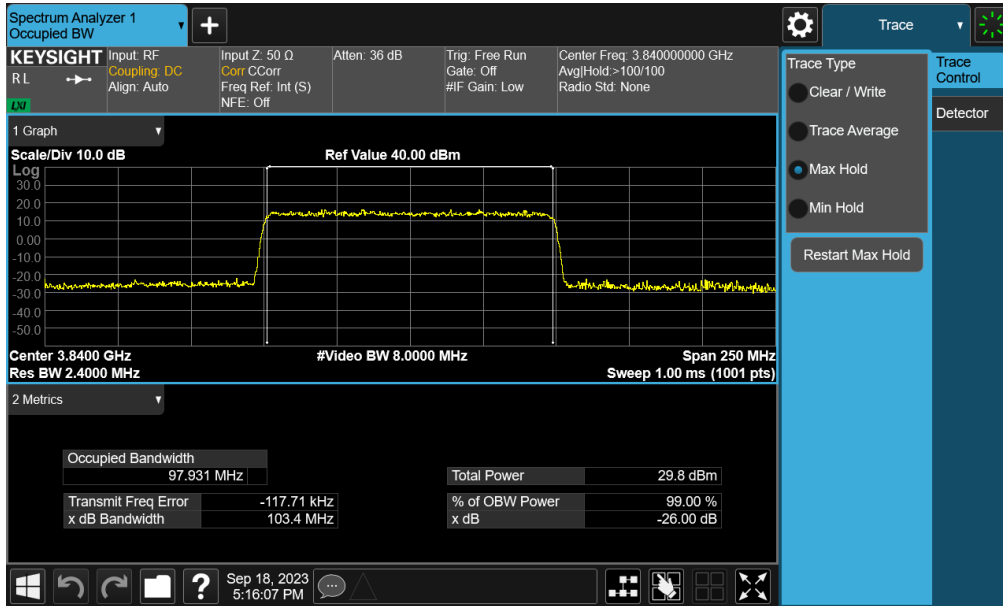 Spectrum Analyzer 1
Occupied BW
+
Trace
KEYSIGHT
R L
LXI
Input: RF
Coupling: DC
Align: Auto
Input Z: 50 Ω
Corr CCorr
Freq Ref: Int (S)
NFE: Off
Atten: 36 dB
Trig: Free Run
Gate: Off
#IF Gain: Low
Center Freq: 3.840000000 GHz
Avg|Hold:>100/100
Radio Std: None
1 Graph
Scale/Div 10.0 dB
Ref Value 40.00 dBm
Log
30.0
20.0
10.0
0.00
-10.0
-20.0
-30.0
-40.0
-50.0
Center 3.8400 GHz
#Video BW 8.0000 MHz
Span 250 MHz
Res BW 2.4000 MHz
Sweep 1.00 ms (1001 pts)
2 Metrics
Occupied Bandwidth
97.931 MHz
Total Power 29.8 dBm
Transmit Freq Error -117.71 kHz
% of OBW Power 99.00 %
x dB Bandwidth 103.4 MHz
x dB -26.00 dB
?
Sep 18, 2023
5:16:07 PM
Trace Type
Clear / Write
Trace Average
Max Hold
Min Hold
Restart Max Hold
Trace
Control
Detector